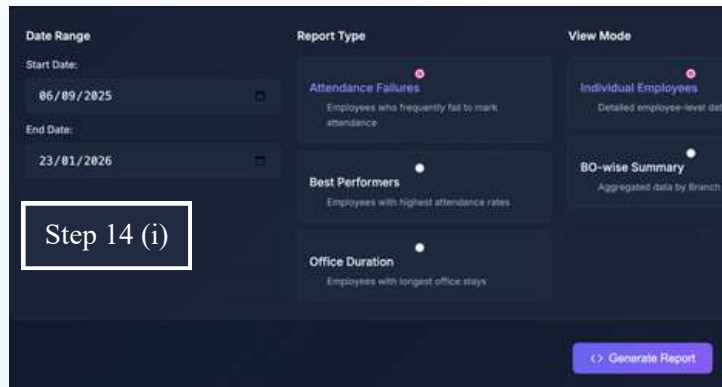 Date Range
Start Date:
06/09/2025
End Date:
23/01/2026
Step 14 (i)
Report Type
Attendance Failures
Employees who frequently fail to mark
attendance
Best Performers
Employees with highest attendance rates
Office Duration
Employees with longest office stays
View Mode
Individual Employees
Detailed employee-level dat
BO-wise Summary
Aggregated data by Branch
<> Generate Report